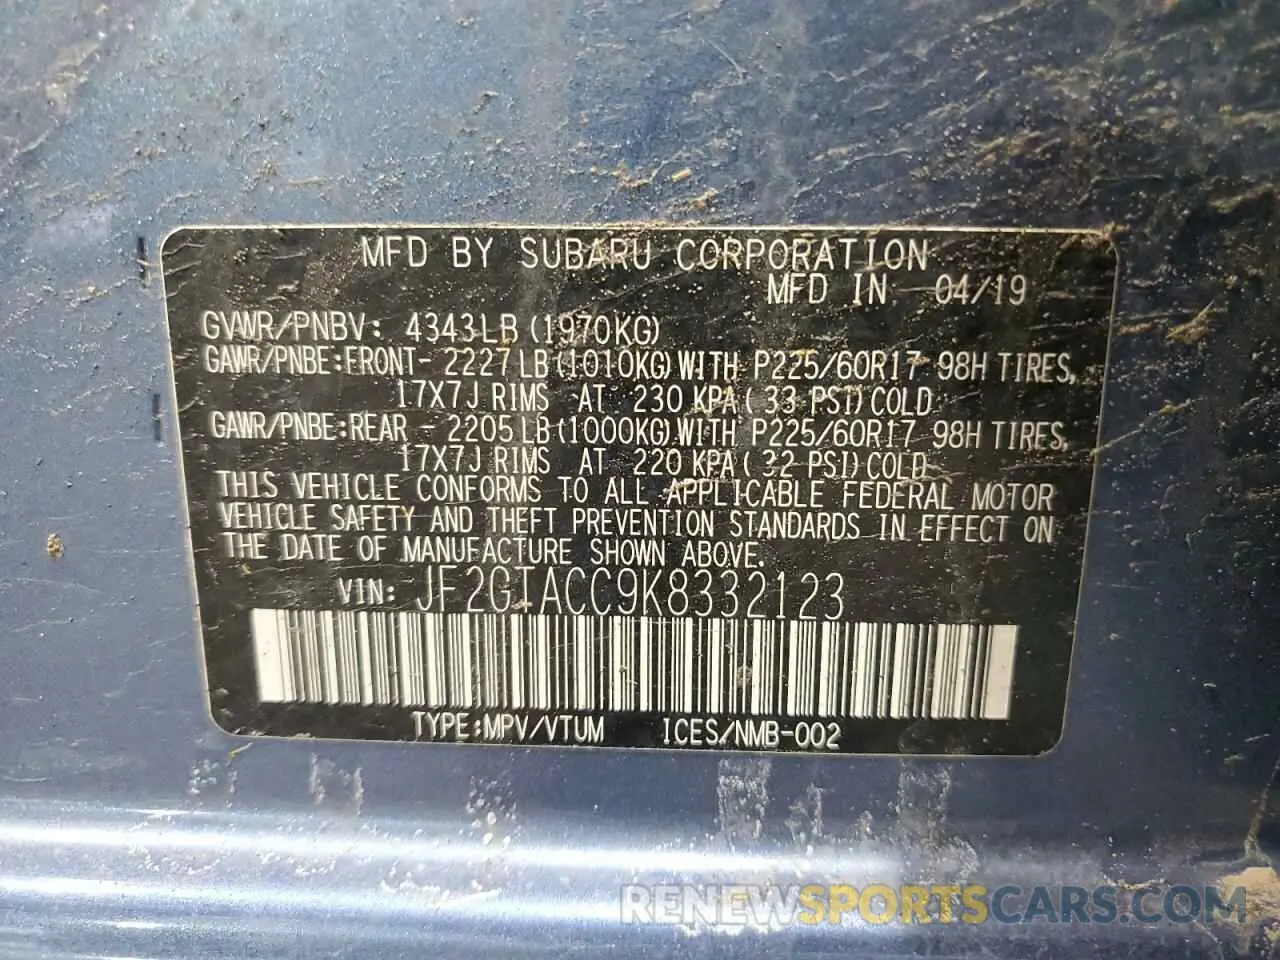 MFD BY SUBARU CORPORATION
MFD IN 04/19
GVWR/PNBV: 4343LB (1970KG)
GAWR/PNBE:FRONT- 2227 LB(1010KG)WITH P225/60R17 98H TIRES,
17X7J RIMS AT 230 KPA( 33 PSI)COLD
GAWR/PNBE:REAR - 2205LB(1000KG)WITH P225/60R17 98H TIRES,
17X7J RIMS AT 220 KPA( 32 PSI)COLD
THIS VEHICLE CONFORMS TO ALL APPLICABLE FEDERAL MOTOR
VEHICLE SAFETY AND THEFT PREVENTION STANDARDS IN EFFECT ON
THE DATE OF MANUFACTURE SHOWN ABOVE.
VIN: JF2GTACC9K8332123
TYPE:MPV/VTUM ICES/NMB-002
RENEWSPORTSCARS.COM